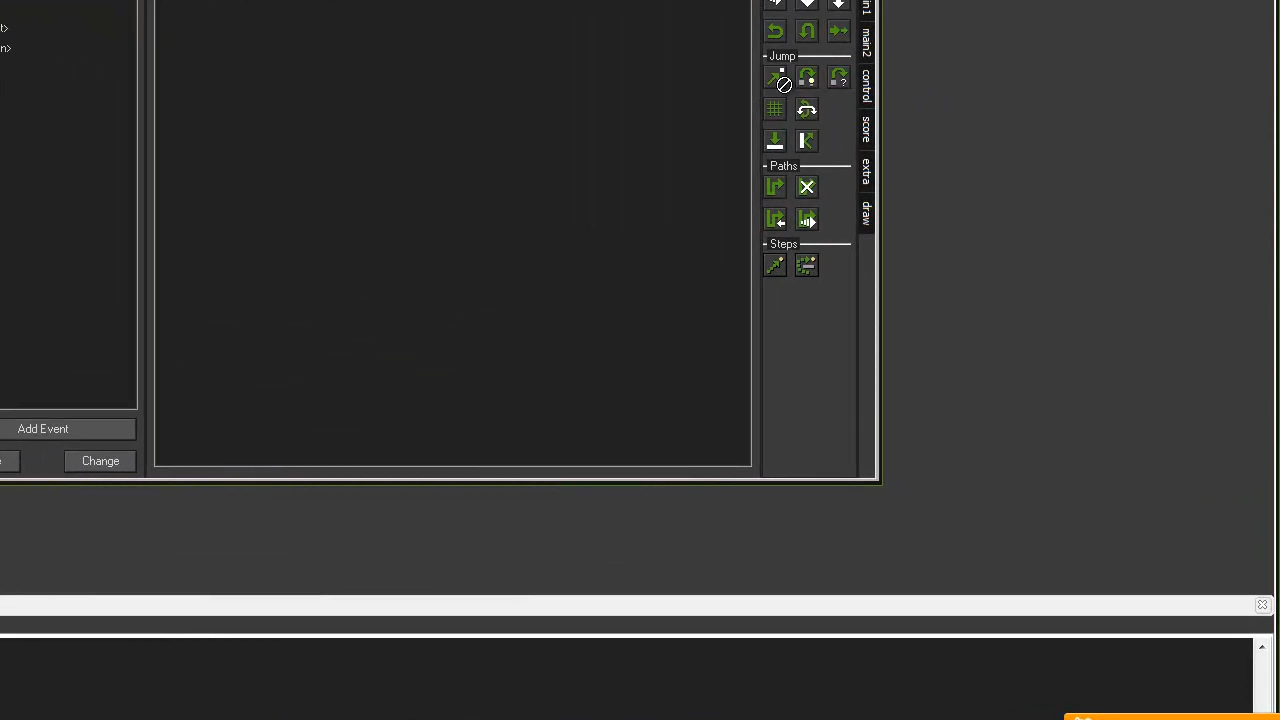 t>
n>
main2
Jump
control
score
Paths
extra
draw
Steps
Add Event
Change